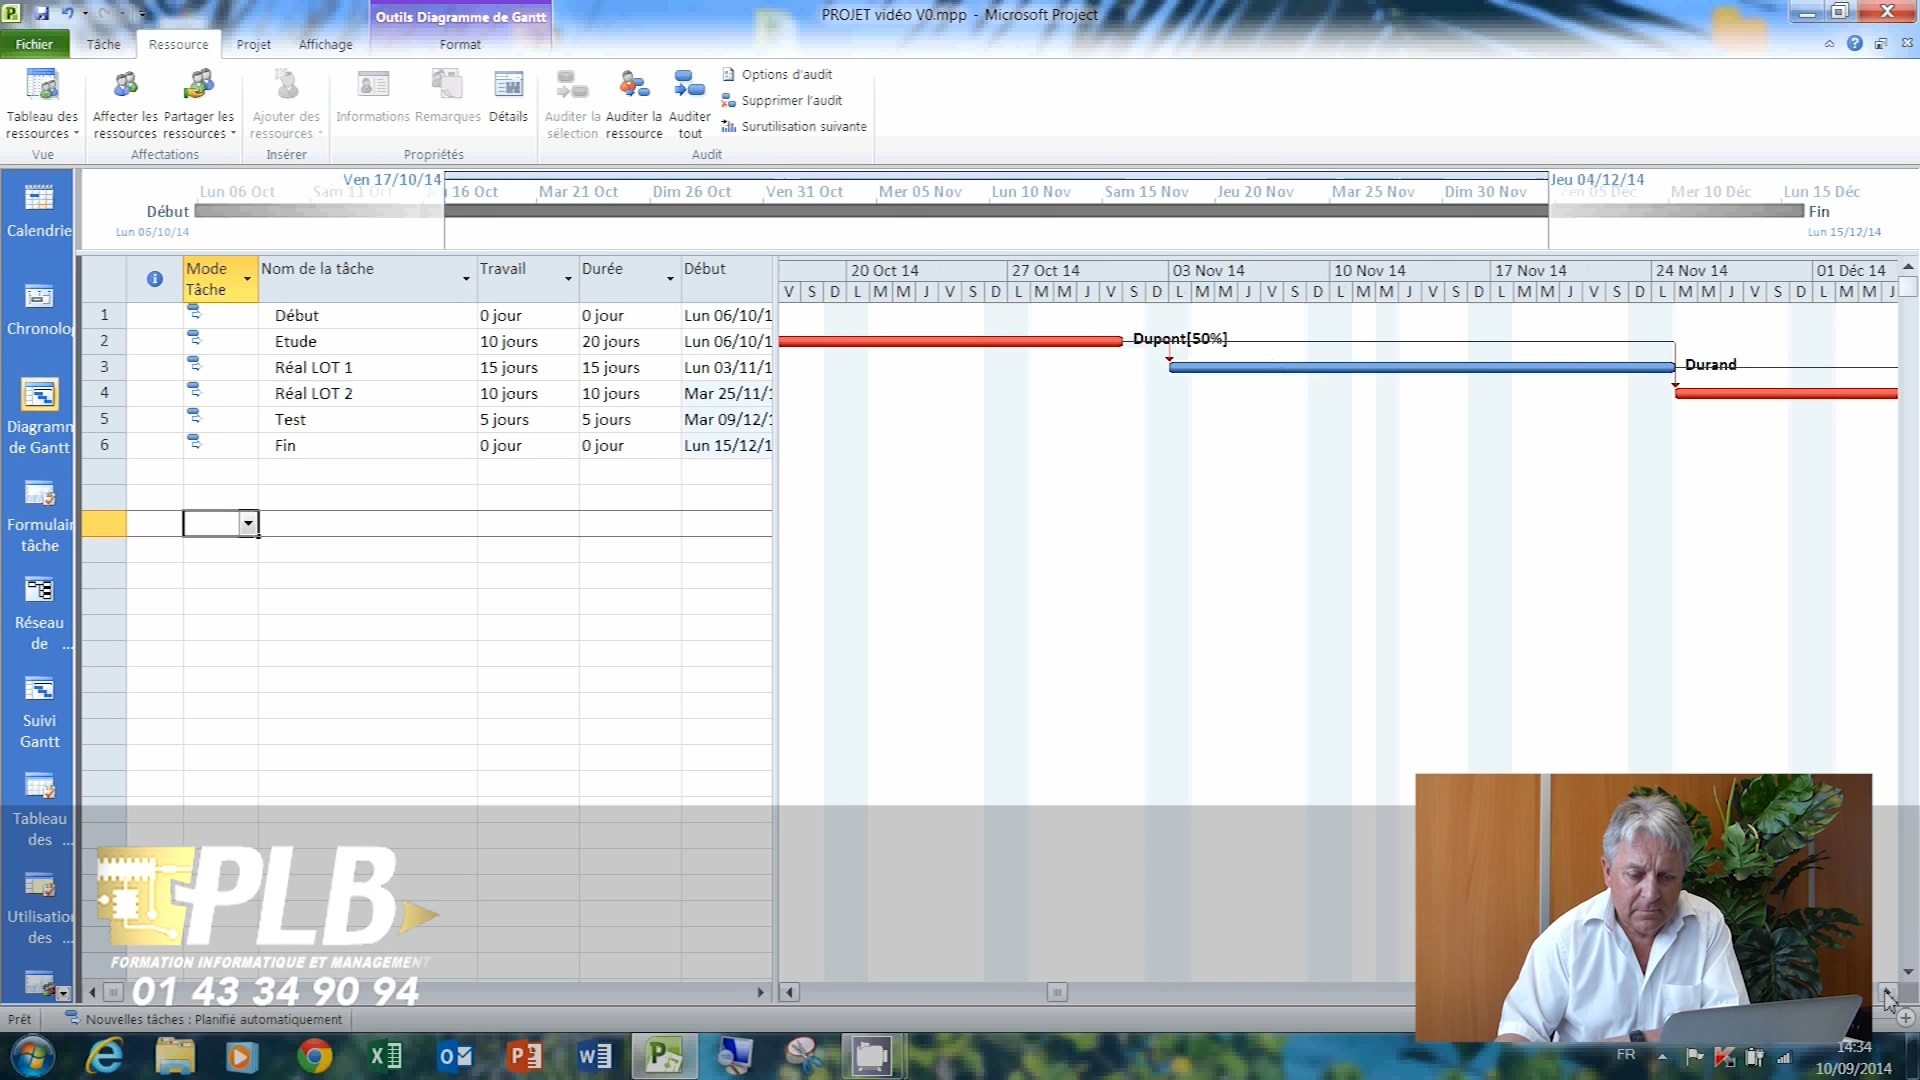 Outils Diagramme de Gantt
PROJET vidéo V0.mpp - Microsoft Project
Fichier
Tâche
Ressource
Projet
Affichage
Format
Tableau des
ressources
Affecter les
ressources
Partager les
ressources
Ajouter des
ressources
Informations
Remarques
Détails
Auditer la
sélection
Auditer la
ressource
Auditer
tout
Options d'audit
Supprimer l'audit
Surutilisation suivante
Vue
Affectations
Insérer
Propriétés
Audit
Ven 17/10/14
Jeu 04/12/14
Lun 06 Oct
Sam 11 Oct
16 Oct
Mar 21 Oct
Dim 26 Oct
Ven 31 Oct
Mer 05 Nov
Lun 10 Nov
Sam 15 Nov
Jeu 20 Nov
Mar 25 Nov
Dim 30 Nov
Ven 05 Déc
Mer 10 Déc
Lun 15 Déc
Début
Lun 06/10/14
Fin
Lun 15/12/14
Calendrie
Chronolo
Diagramm
de Gantt
Formulair
tâche
Réseau
de ...
Suivi
Gantt
Tableau
des ...
Utilisatio
des ...
Mode
Tâche
Nom de la tâche
Travail
Durée
Début
1 Début 0 jour 0 jour Lun 06/10/1
2 Etude 10 jours 20 jours Lun 06/10/1
3 Réal LOT 1 15 jours 15 jours Lun 03/11/1
4 Réal LOT 2 10 jours 10 jours Mar 25/11/1
5 Test 5 jours 5 jours Mar 09/12/1
6 Fin 0 jour 0 jour Lun 15/12/1
20 Oct 14
27 Oct 14
03 Nov 14
10 Nov 14
17 Nov 14
24 Nov 14
01 Déc 14
V S D L M M J V S D L M M J V S D L M M J V S D L M M J V S D L M M J V S D L M M J V S D L M M J
Dupont[50%]
Durand
PLB
FORMATION INFORMATIQUE ET MANAGEMENT
01 43 34 90 94
Prêt
Nouvelles tâches : Planifié automatiquement
FR
14:34
10/09/2014